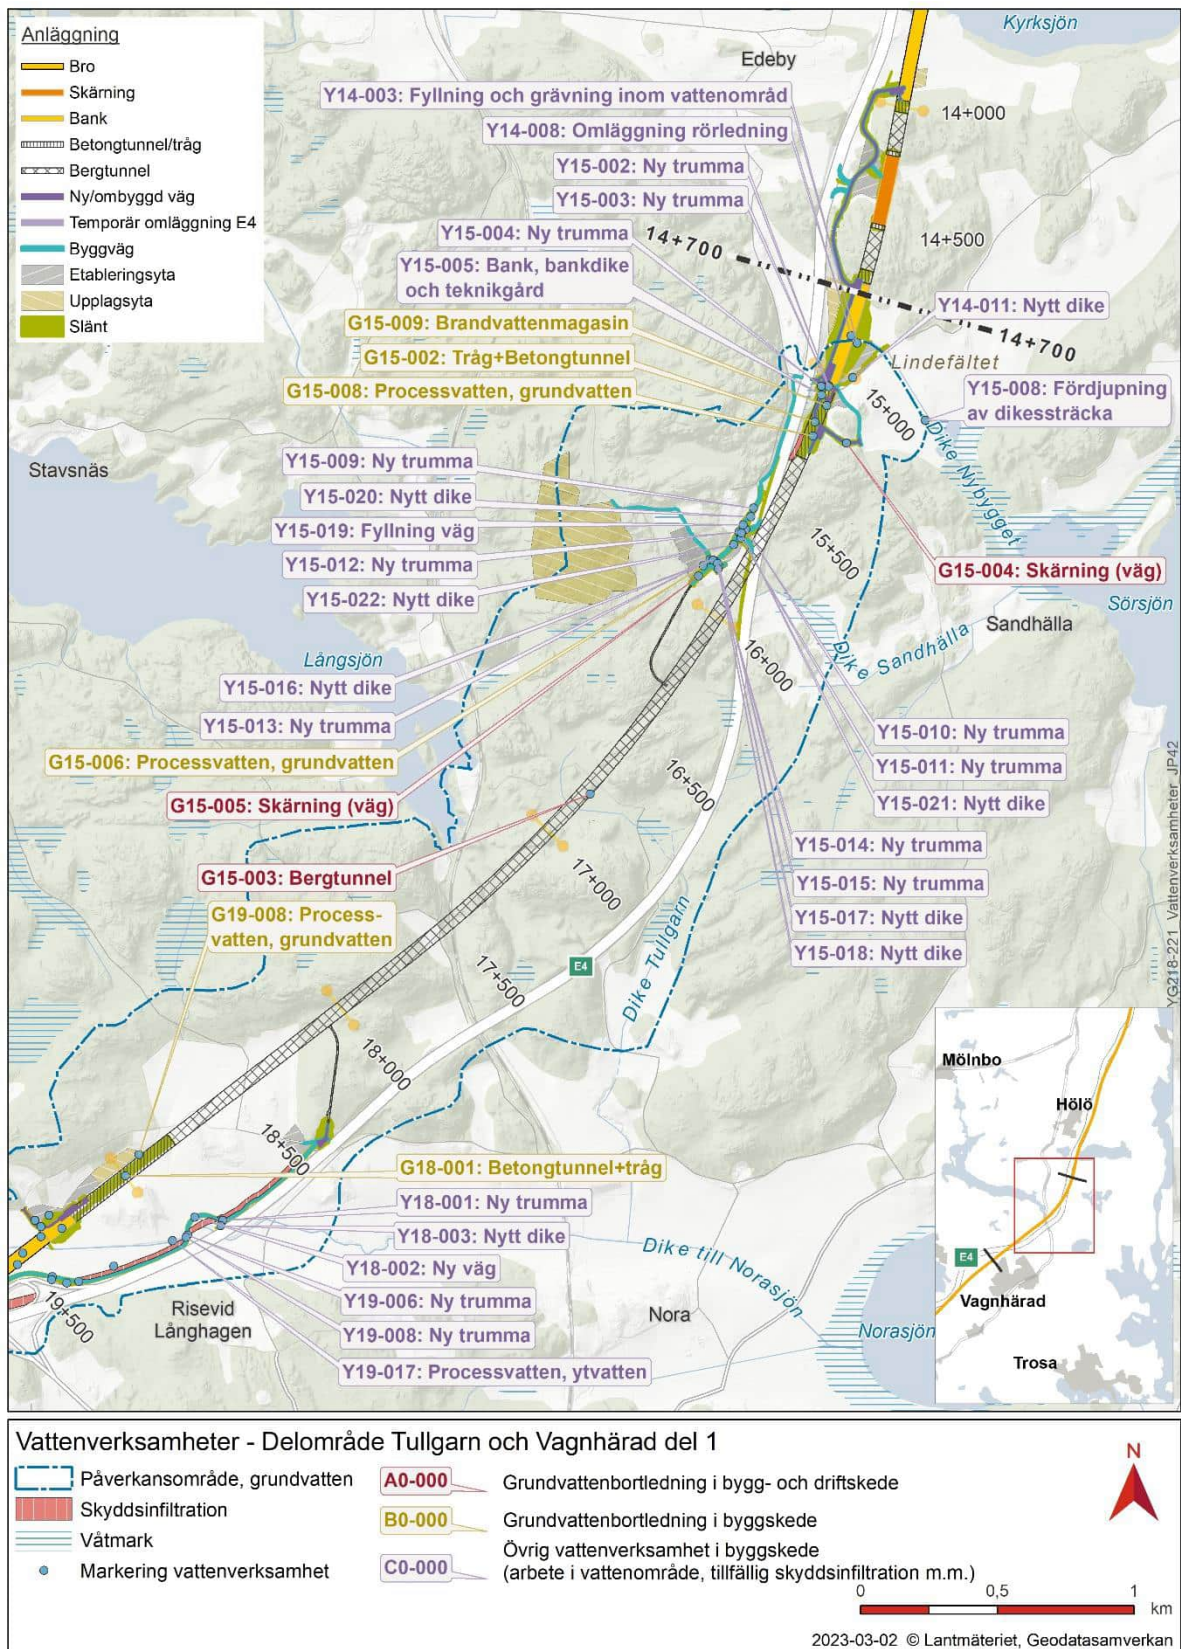 Anläggning
Bro
Skärning
Bank
Betongtunnel/tråg
Bergtunnel
Ny/ombyggd väg
Temporär omläggning E4
Byggväg
Etableringsyta
Upplagsyta
Slänt
Kyrksjön
Edeby
Y14-003: Fyllning och grävning inom vattenområd
14+000
Y14-008: Omläggning rörledning
Y15-002: Ny trumma
Y15-003: Ny trumma
Y15-004: Ny trumma
14+700
14+500
Y15-005: Bank, bankdike
och teknikgård
Y14-011: Nytt dike
G15-009: Brandvattenmagasin
14+700
G15-002: Tråg+Betongtunnel
Lindefältet
G15-008: Processvatten, grundvatten
Y15-008: Fördjupning
av dikessträcka
15+000
Dike Nybygget
Stavsnäs
Y15-009: Ny trumma
Y15-020: Nytt dike
Y15-019: Fyllning väg
Y15-012: Ny trumma
15+500
G15-004: Skärning (väg)
Y15-022: Nytt dike
Sörsjön
Sandhälla
Dike Sandhälla
Långsjön
16+000
Y15-016: Nytt dike
Y15-013: Ny trumma
Y15-010: Ny trumma
G15-006: Processvatten, grundvatten
Y15-011: Ny trumma
16+500
G15-005: Skärning (väg)
Y15-021: Nytt dike
YG218-221_Vattenverksamheter_JP42
Y15-014: Ny trumma
G15-003: Bergtunnel
17+000
Y15-015: Ny trumma
G19-008: Process-
vatten, grundvatten
Y15-017: Nytt dike
Y15-018: Nytt dike
17+500
E4
Dike Tullgarn
18+000
18+500
G18-001: Betongtunnel+tråg
Y18-001: Ny trumma
Y18-003: Nytt dike
Dike till Norasjön
Y18-002: Ny väg
Y19-006: Ny trumma
19+500
Risevid
Långhagen
Nora
Norasjön
Y19-008: Ny trumma
Y19-017: Processvatten, ytvatten
Mölnbo
Hölö
E4
Vagnhärad
Trosa
Vattenverksamheter - Delområde Tullgarn och Vagnhärad del 1
Påverkansområde, grundvatten
Skyddsinfiltration
Våtmark
Markering vattenverksamhet
A0-000
Grundvattenbortledning i bygg- och driftskede
B0-000
Grundvattenbortledning i byggskede
C0-000
Övrig vattenverksamhet i byggskede
(arbete i vattenområde, tillfällig skyddsinfiltration m.m.)
N
0 0,5 1
km
2023-03-02 © Lantmäteriet, Geodatasamverkan